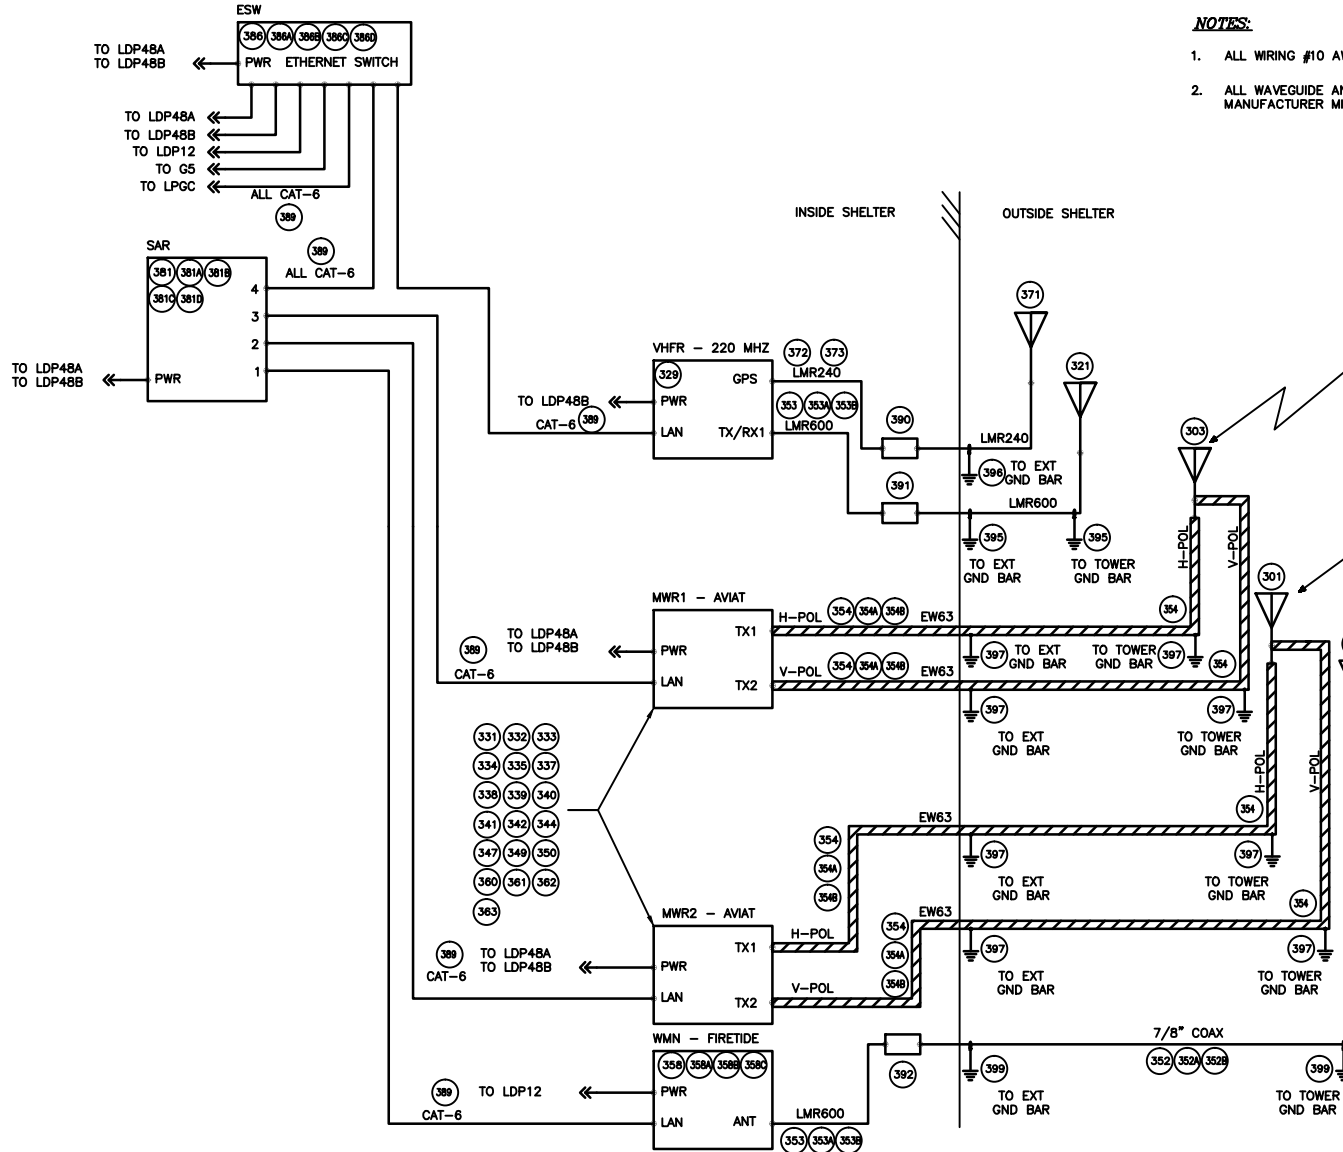 ESW
386 386A 386B 386C 386D
PWR ETHERNET SWITCH
TO LDP48A
TO LDP48B
TO LDP48A
TO LDP48B
TO LDP12
TO G5
TO LPGC
ALL CAT-6
389
389
ALL CAT-6
SAR
381 381A 381B
381C 381D
4
3
2
1
PWR
TO LDP48A
TO LDP48B
NOTES:
1. ALL WIRING #10
2. ALL WAVEGUIDE
MANUFACTURER
INSIDE SHELTER
OUTSIDE SHELTER
VHFR - 220 MHZ
329
GPS
PWR
LAN
TX/RX1
TO LDP48B
CAT-6 389
372 373
LMR240
353 353A 353B
LMR600
390
391
371
321
LMR240
396
TO EXT
GND BAR
LMR600
395
TO EXT
GND BAR
395
TO TOWER
GND BAR
303
H-POL
V-POL
301
MWR1 - AVIAT
TX1
PWR
LAN
TX2
TO LDP48A
TO LDP48B
389
CAT-6
H-POL 354 354A 354B EW63
354
397
TO EXT
GND BAR
TO TOWER
GND BAR
397
V-POL 354 354A 354B EW63
354
397
TO EXT
GND BAR
397
TO TOWER
GND BAR
H-POL
V-POL
331 332 333
334 335 337
338 339 340
341 342 344
347 349 350
360 361 362
363
354
354A
354B
EW63
354
397
TO EXT
GND BAR
397
TO TOWER
GND BAR
MWR2 - AVIAT
TX1
PWR
LAN
TX2
389
CAT-6
TO LDP48A
TO LDP48B
H-POL
V-POL
354
354A
354B
EW63
354
397
TO EXT
GND BAR
397
TO TOWER
GND BAR
WMN - FIRETIDE
358 358A 358B 358C
PWR
LAN
ANT
389
CAT-6
TO LDP12
LMR600
353 353A 353B
392
399
TO EXT
GND BAR
7/8" COAX
352 352A 352B
399
TO TOWER
GND BAR